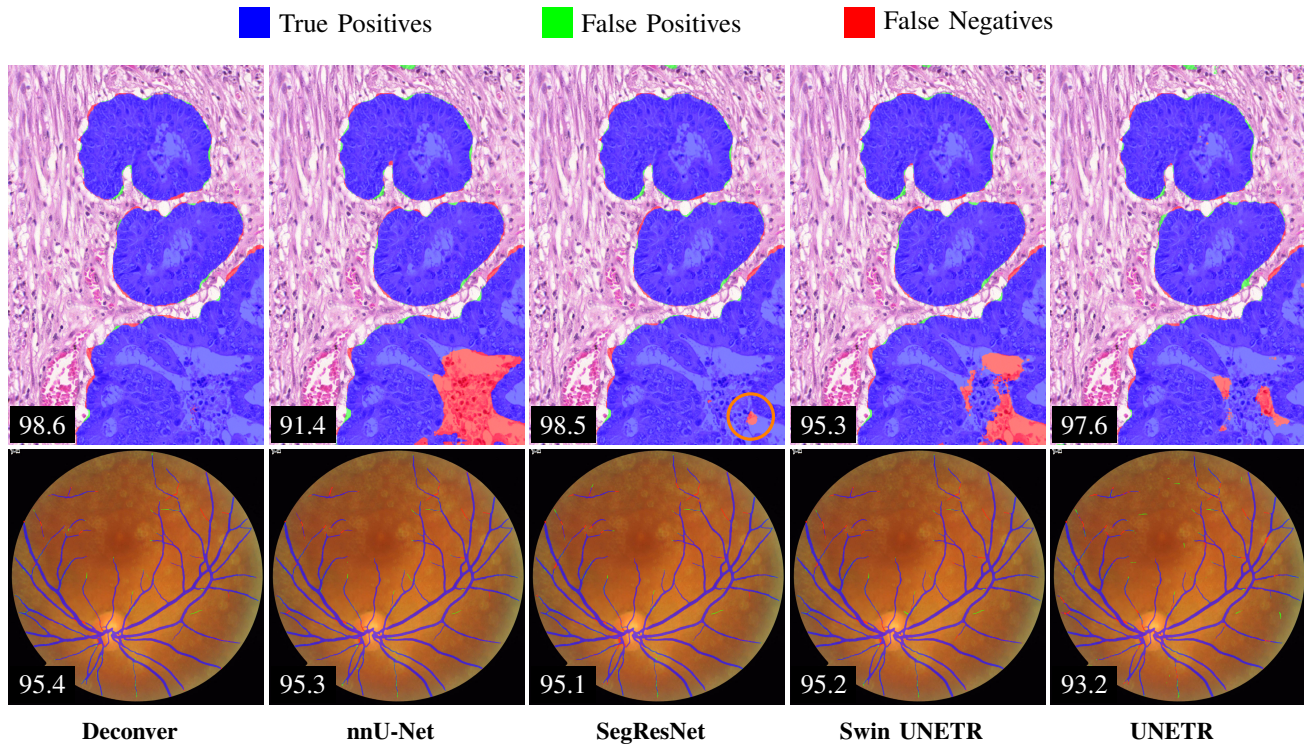 True Positives False Positives False Negatives
98.6 91.4 98.5 95.3 97.6
95.4 95.3 95.1 95.2 93.2
Deconver nnU-Net SegResNet Swin UNETR UNETR